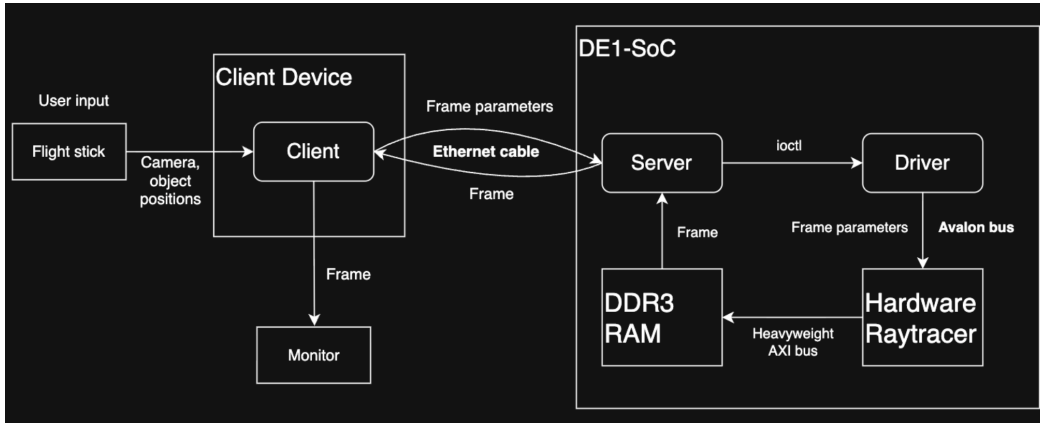 DE1-SoC
Client Device
User input
Flight stick
Camera,
object
positions
Client
Frame parameters
Ethernet cable
Frame
Server
ioctl
Driver
Frame
Frame parameters
Avalon bus
Frame
DDR3
RAM
Heavyweight
AXI bus
Hardware
Raytracer
Monitor